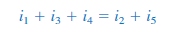 i₁ + i₃ + i₄ = i₂ + i₅